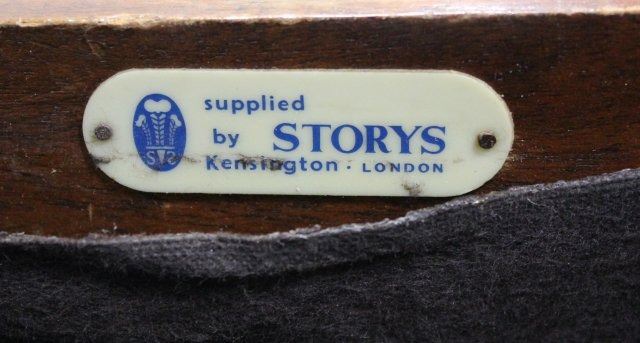 supplied
by STORYS
Kensington · LONDON
S S